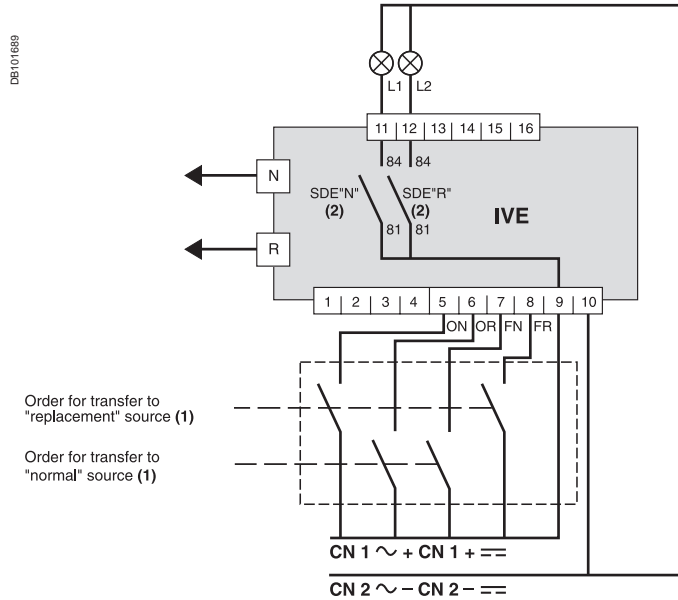 DB101689
L1 L2
11 12 13 14 15 16
N
84 84
SDE"N" SDE"R"
(2) (2)
IVE
81 81
R
1 2 3 4 5 6 7 8 9 10
ON OR FN FR
Order for transfer to
"replacement" source (1)
Order for transfer to
"normal" source (1)
CN 1 ∼ + CN 1 + ⎓
CN 2 ∼ – CN 2 – ⎓